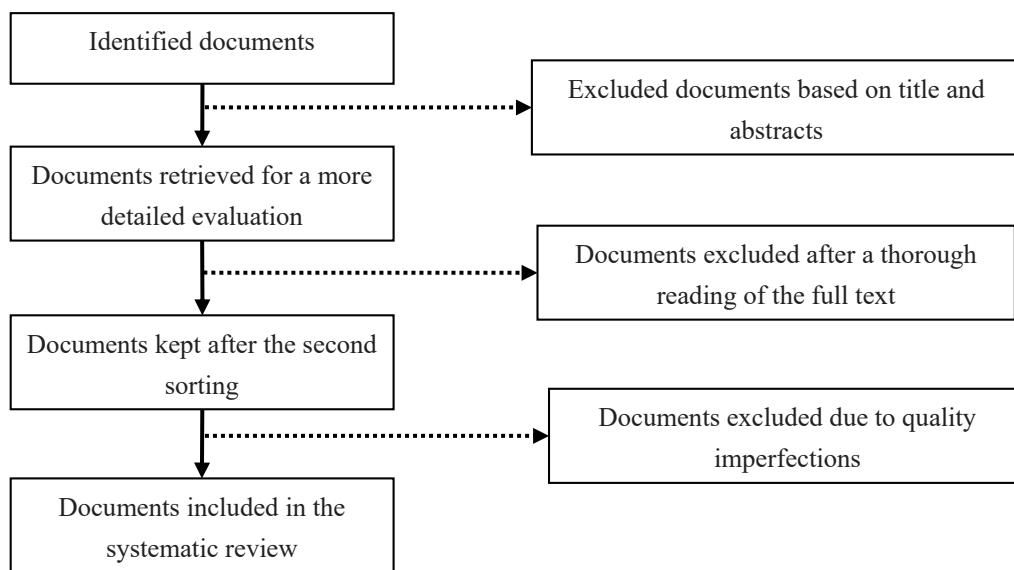 Identified documents
Excluded documents based on title and
abstracts
Documents retrieved for a more
detailed evaluation
Documents excluded after a thorough
reading of the full text
Documents kept after the second
sorting
Documents excluded due to quality
imperfections
Documents included in the
systematic review